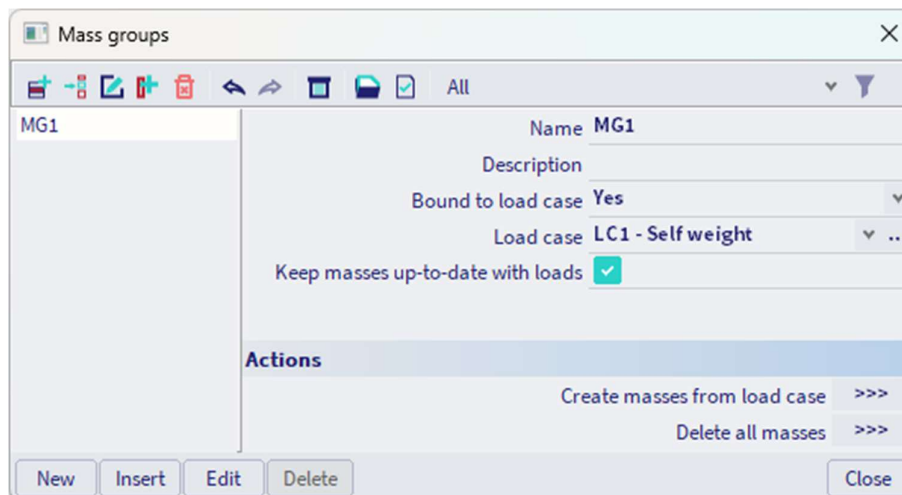 Mass groups
All
MG1
Name MG1
Description
Bound to load case Yes
Load case LC1 - Self weight ...
Keep masses up-to-date with loads
Actions
Create masses from load case >>>
Delete all masses >>>
New Insert Edit Delete Close